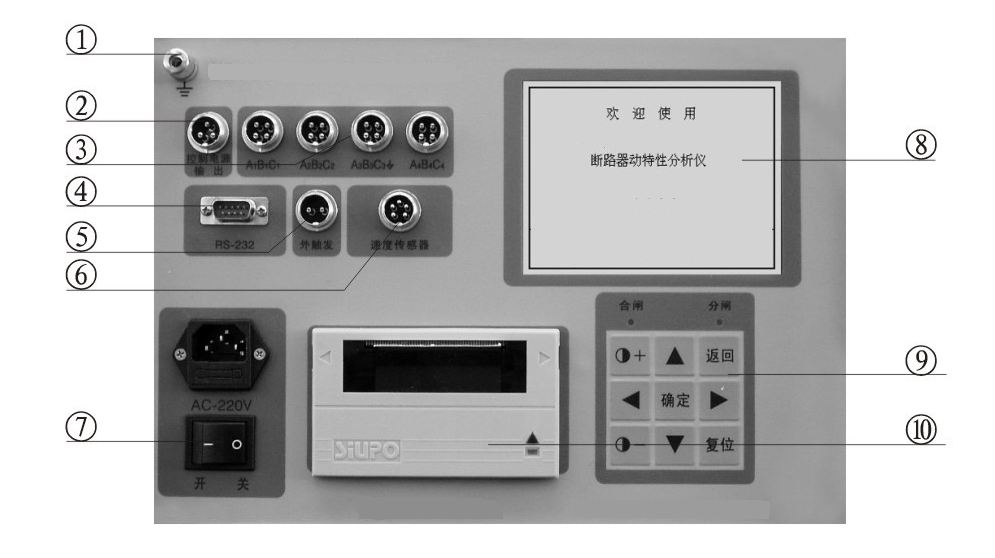 ①
②
③
④
⑤
⑥
⑦
⑧
⑨
⑩
控制电源
输 出
A1B1C1
A2B2C2
A3B3C3
A4B4C4
RS-232
外触发
速度传感器
欢 迎 使 用
断路器动特性分析仪
合闸
分闸
+
返回
确定
−
复位
AC-220V
开 关
SIUPO